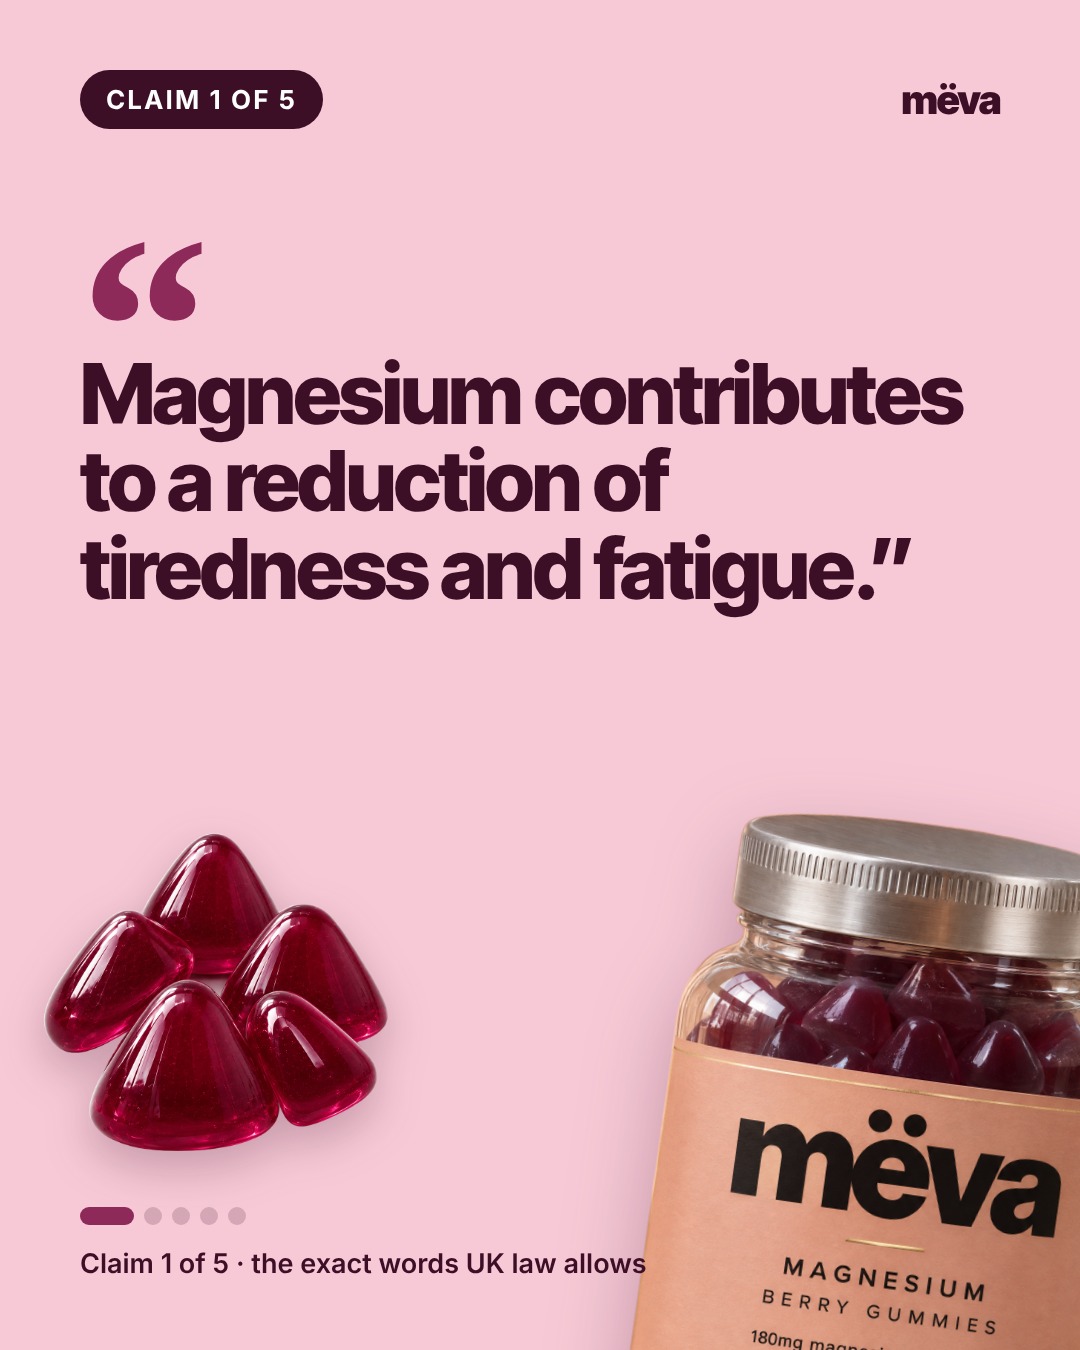 CLAIM 1 OF 5
mëva
“
Magnesium contributes
to a reduction of
tiredness and fatigue.”
Claim 1 of 5 · the exact words UK law allows
mëva
MAGNESIUM
BERRY GUMMIES
180mg